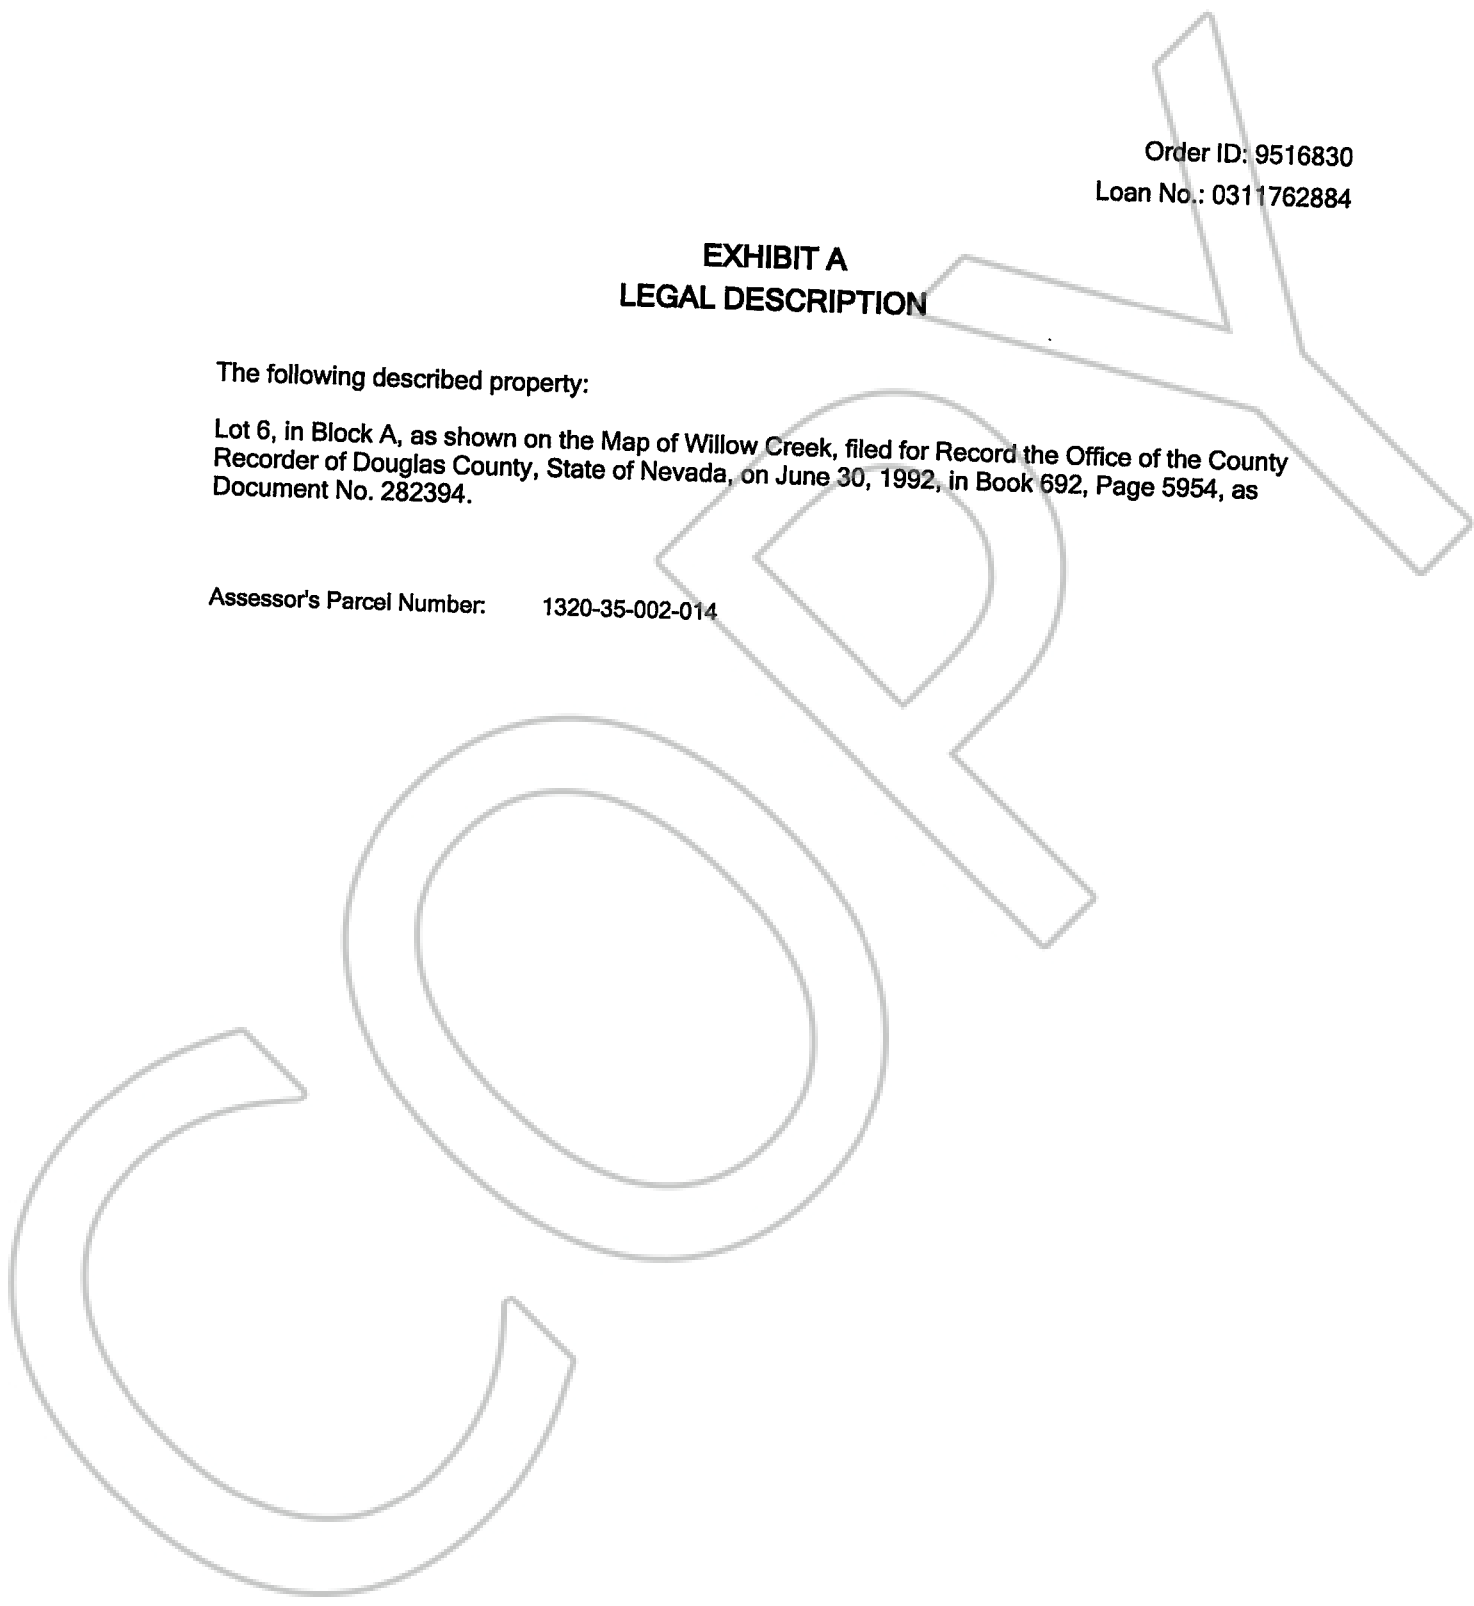 Order ID: 9516830
Loan No.: 0311762884
EXHIBIT A
LEGAL DESCRIPTION
The following described property:
Lot 6, in Block A, as shown on the Map of Willow Creek, filed for Record the Office of the County
Recorder of Douglas County, State of Nevada, on June 30, 1992, in Book 692, Page 5954, as
Document No. 282394.
Assessor's Parcel Number: 1320-35-002-014
COPY